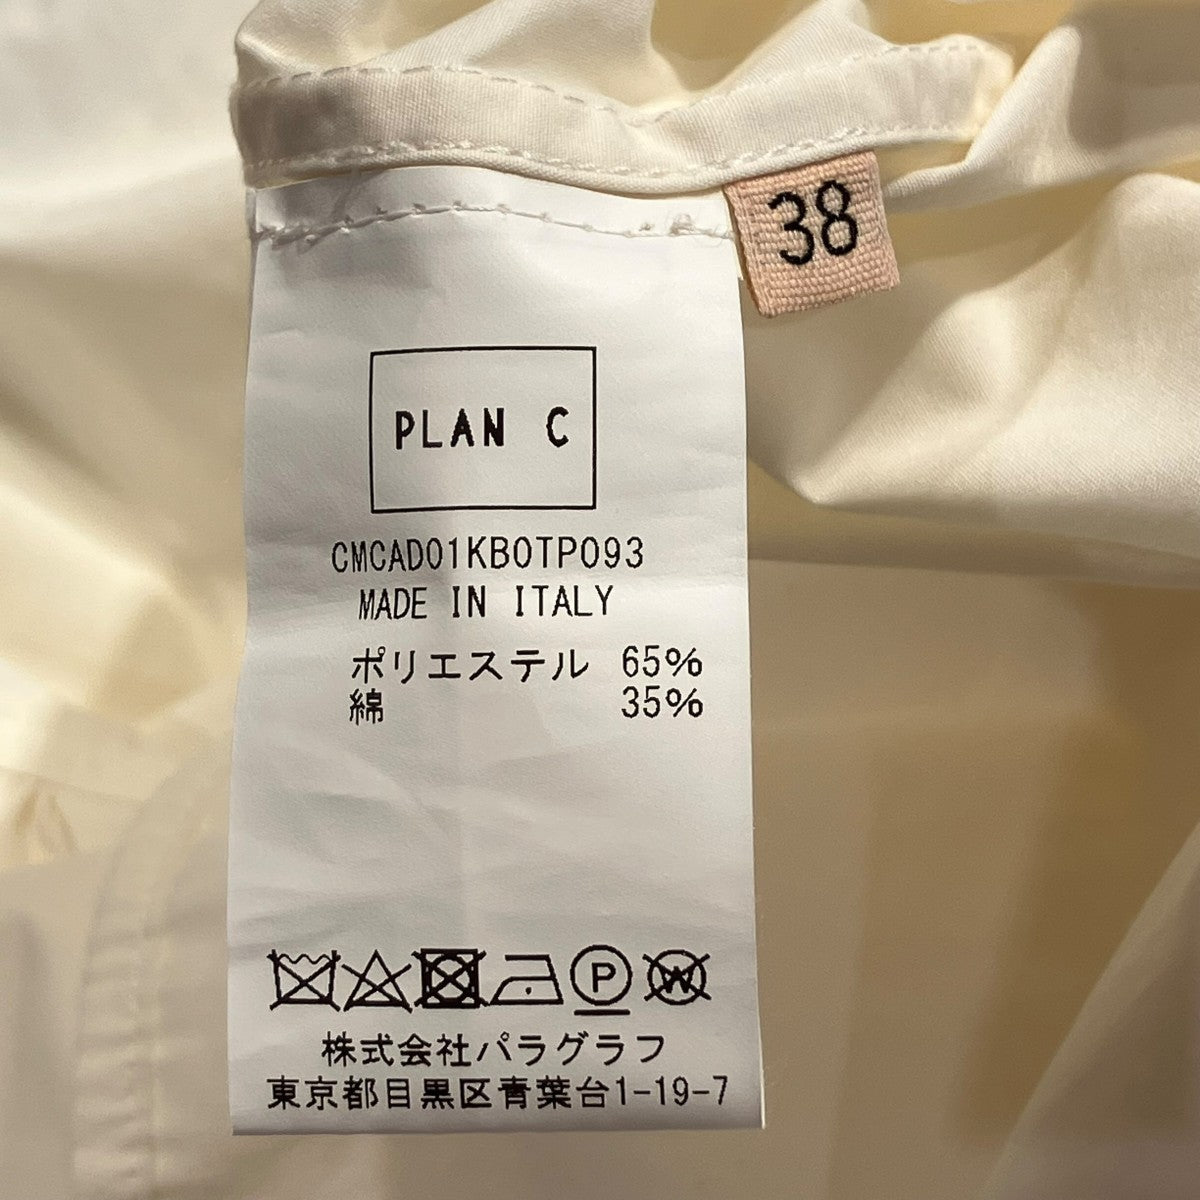 38
PLAN C
CMCAD01KB0TP093
MADE IN ITALY
ポリエステル 65%
綿 35%
P W
株式会社パラグラフ
東京都目黒区青葉台1-19-7